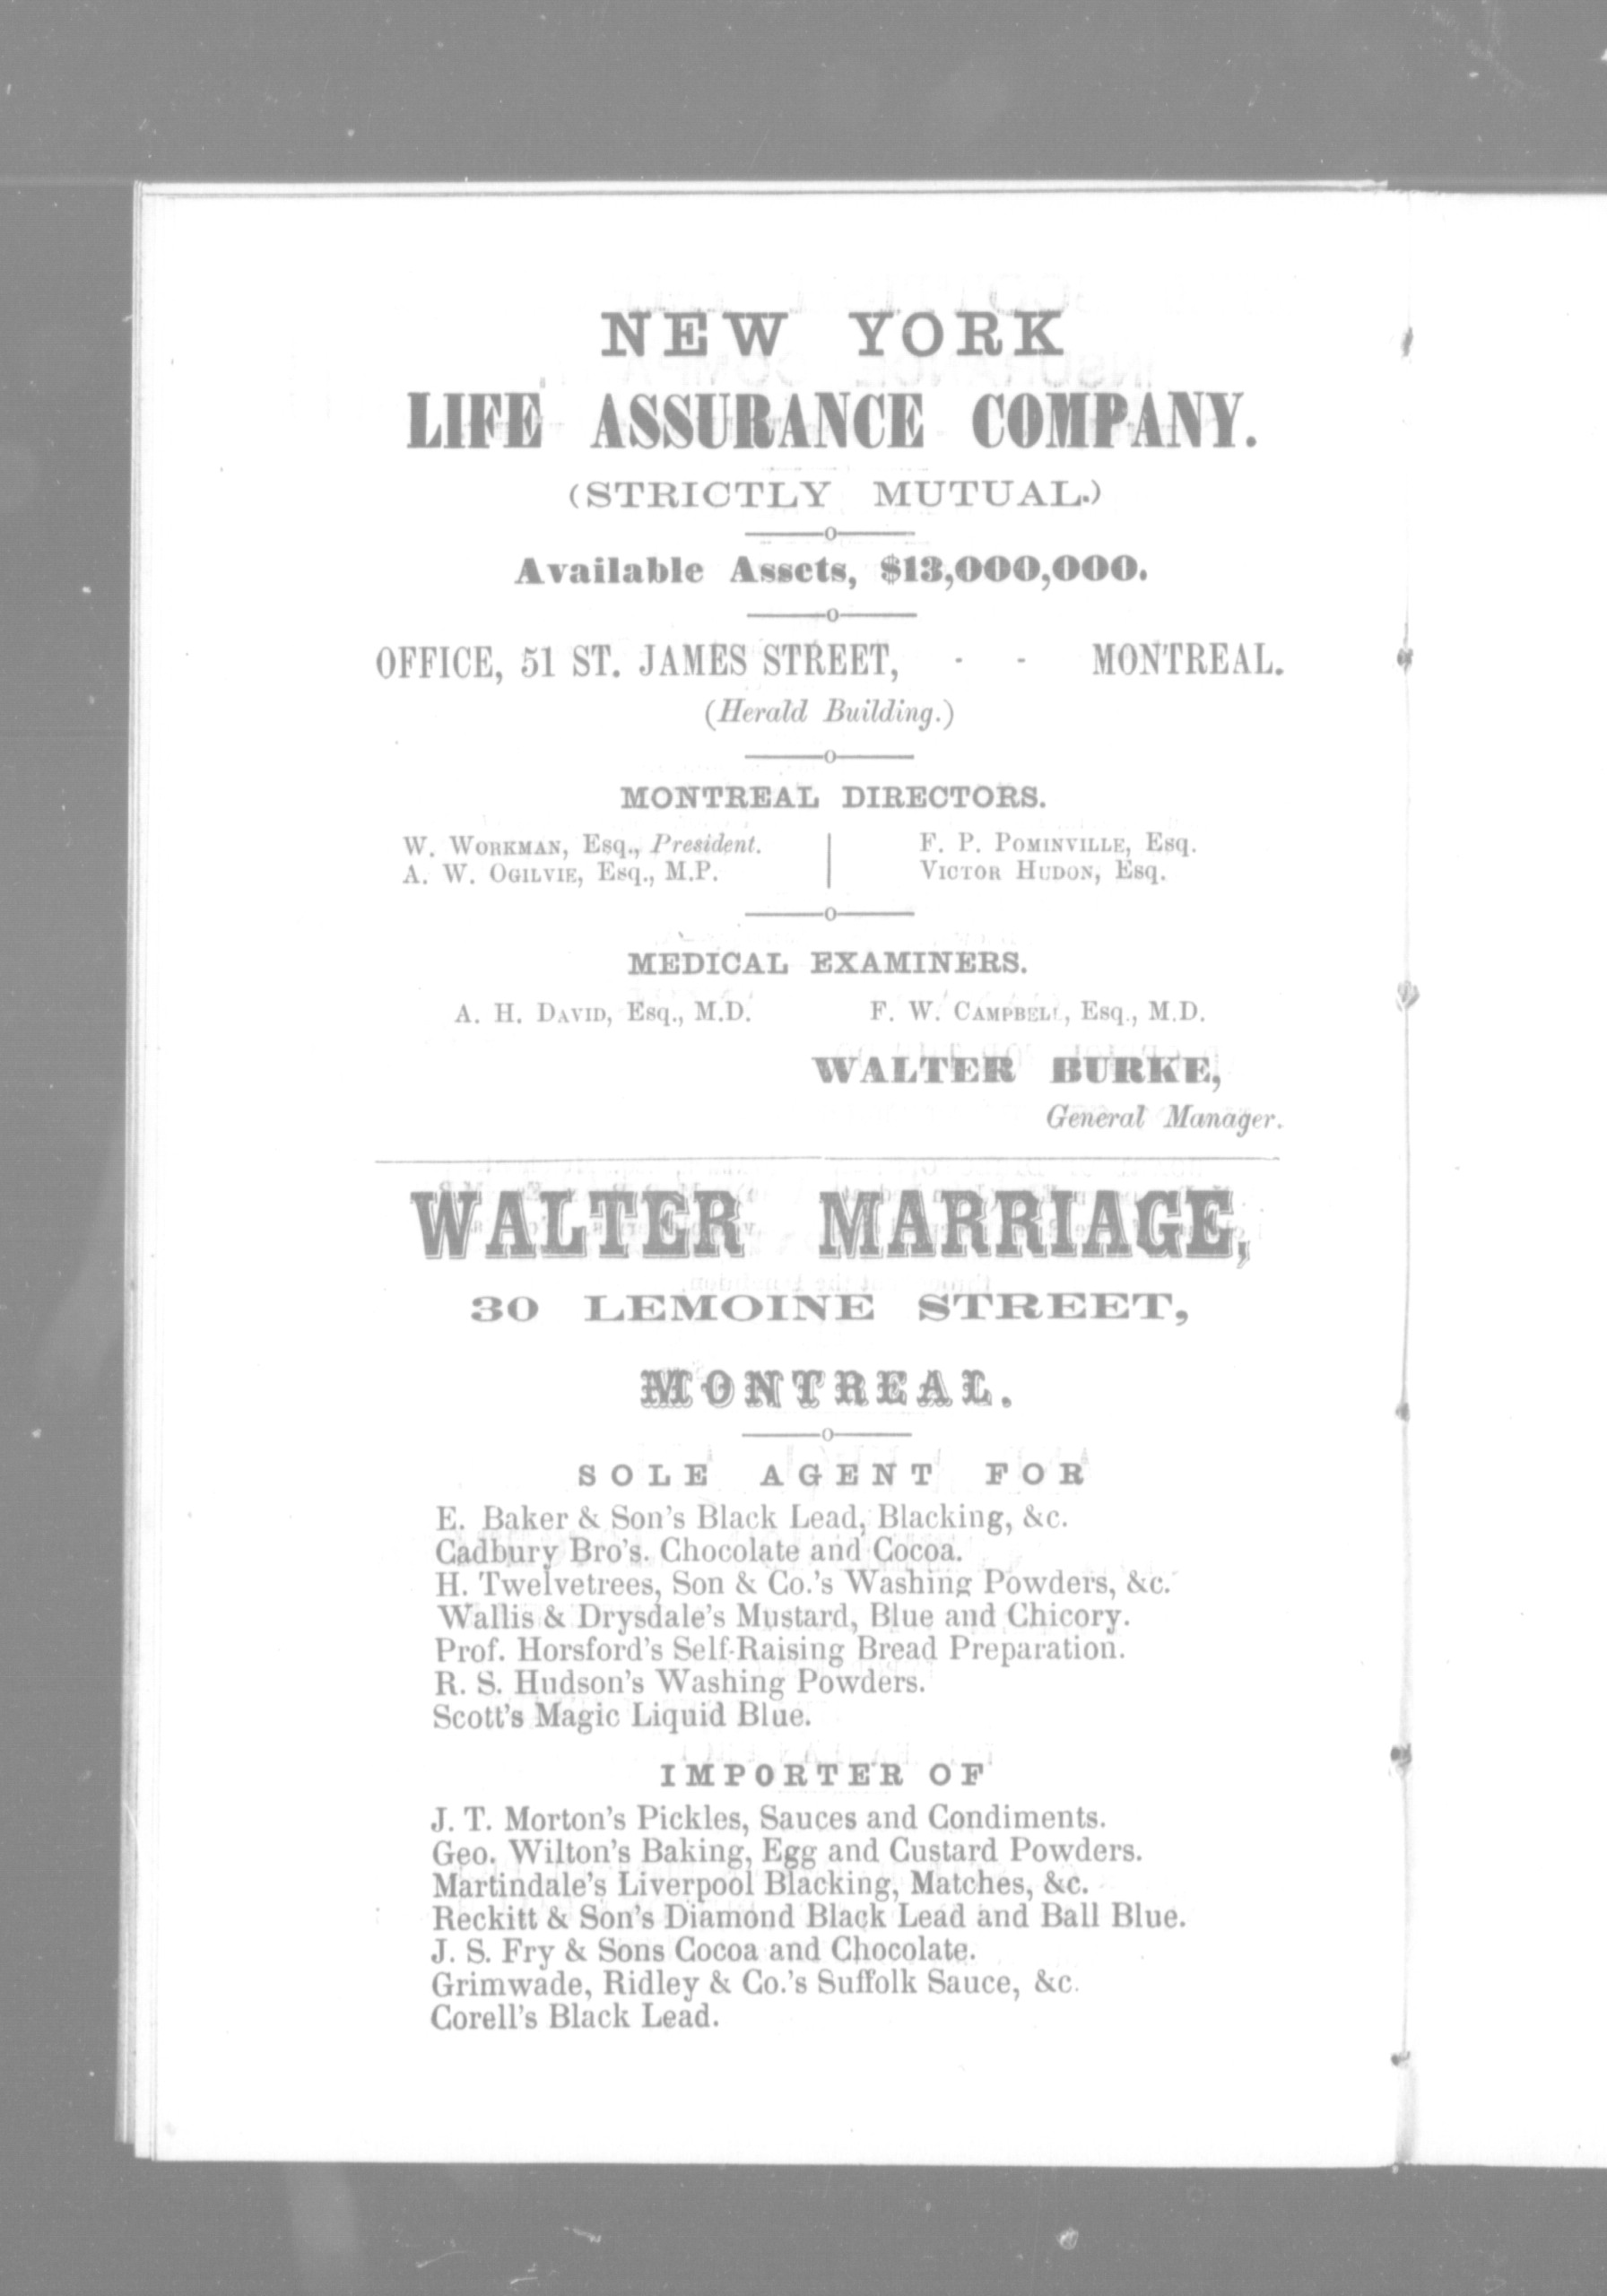 NEW YORK
LIFE ASSURANCE COMPANY.
(STRICTLY MUTUAL.)
Available Assets, $13,000,000.
OFFICE, 51 ST. JAMES STREET, - - MONTREAL.
(Herald Building.)
MONTREAL DIRECTORS.
W. WORKMAN, Esq., President.
A. W. OGILVIE, Esq., M.P.
F. P. POMINVILLE, Esq.
VICTOR HUDON, Esq.
MEDICAL EXAMINERS.
A. H. DAVID, Esq., M.D. F. W. CAMPBELL, Esq., M.D.
WALTER BURKE,
General Manager.
WALTER MARRIAGE,
30 LEMOINE STREET,
MONTREAL.
SOLE AGENT FOR
E. Baker & Son's Black Lead, Blacking, &c.
Cadbury Bro's. Chocolate and Cocoa.
H. Twelvetrees, Son & Co.'s Washing Powders, &c.
Wallis & Drysdale's Mustard, Blue and Chicory.
Prof. Horsford's Self-Raising Bread Preparation.
R. S. Hudson's Washing Powders.
Scott's Magic Liquid Blue.
IMPORTER OF
J. T. Morton's Pickles, Sauces and Condiments.
Geo. Wilton's Baking, Egg and Custard Powders.
Martindale's Liverpool Blacking, Matches, &c.
Reckitt & Son's Diamond Black Lead and Ball Blue.
J. S. Fry & Sons Cocoa and Chocolate.
Grimwade, Ridley & Co.'s Suffolk Sauce, &c.
Corell's Black Lead.